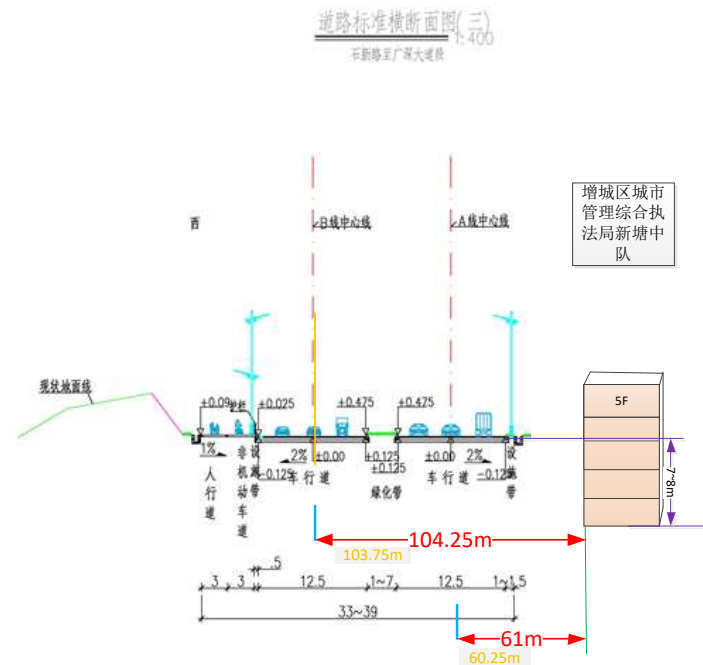 道路标准横断面图(三)
1:400
石新路至广深大道段
增城区城市
管理综合执
法局新塘中
队
西
B线中心线
A线中心线
现状地面线
+0.09
护栏
+0.025
+0.475
+0.475
5F
1%
2%
±0.00
+0.125
±0.00
2%
-0.125
+0.125
-0.125
人行道
非机动车道
设施带
车行道
绿化带
车行道
设施带
7~8m
104.25m
103.75m
.5
3
3
12.5
1~7
12.5
1~1.5
33~39
61m
60.25m